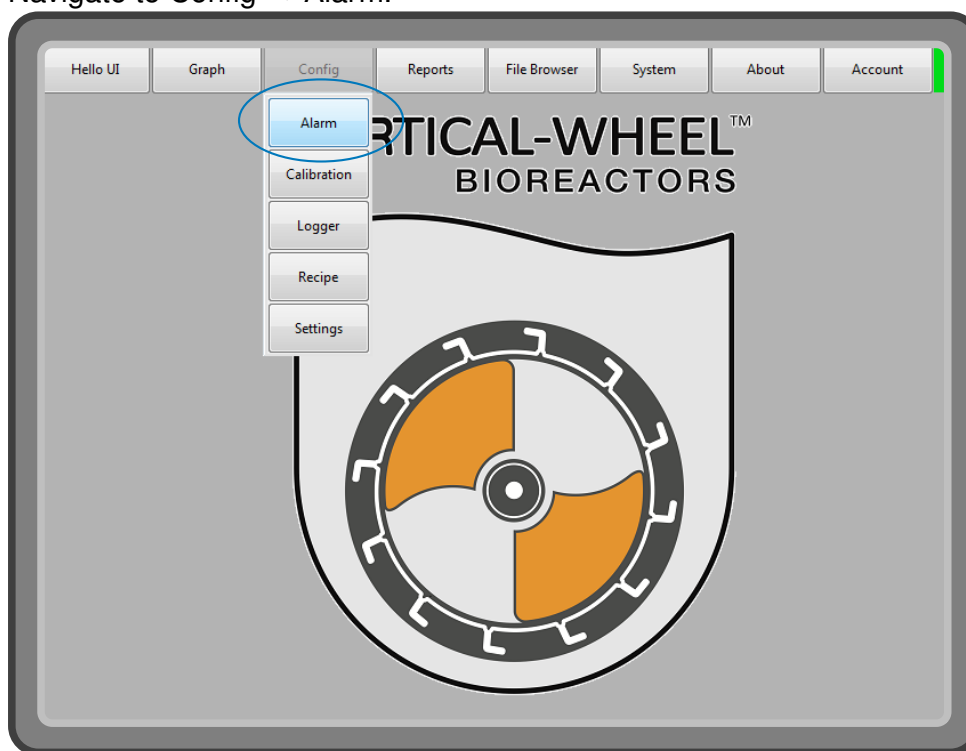 Navigate to Config → Alarm.
Hello UI Graph Config Reports File Browser System About Account
Alarm
RTICAL-WHEEL™
Calibration
BIOREACTORS
Logger
Recipe
Settings